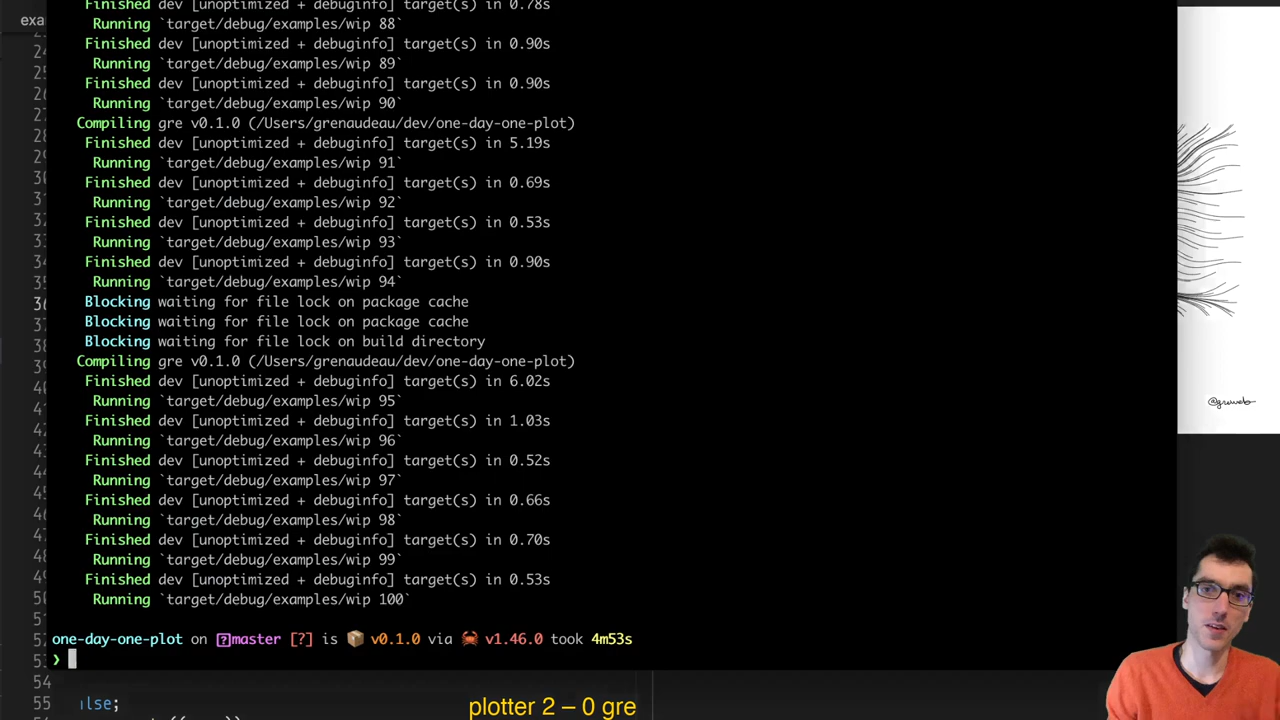 exa
Finished dev [unoptimized + debuginfo] target(s) in 0.78s
Running `target/debug/examples/wip 88`
Finished dev [unoptimized + debuginfo] target(s) in 0.90s
Running `target/debug/examples/wip 89`
Finished dev [unoptimized + debuginfo] target(s) in 0.90s
Running `target/debug/examples/wip 90`
Compiling gre v0.1.0 (/Users/grenaudeau/dev/one-day-one-plot)
Finished dev [unoptimized + debuginfo] target(s) in 5.19s
Running `target/debug/examples/wip 91`
Finished dev [unoptimized + debuginfo] target(s) in 0.69s
Running `target/debug/examples/wip 92`
Finished dev [unoptimized + debuginfo] target(s) in 0.53s
Running `target/debug/examples/wip 93`
Finished dev [unoptimized + debuginfo] target(s) in 0.90s
Running `target/debug/examples/wip 94`
Blocking waiting for file lock on package cache
Blocking waiting for file lock on package cache
Blocking waiting for file lock on build directory
Compiling gre v0.1.0 (/Users/grenaudeau/dev/one-day-one-plot)
Finished dev [unoptimized + debuginfo] target(s) in 6.02s
Running `target/debug/examples/wip 95`
Finished dev [unoptimized + debuginfo] target(s) in 1.03s
Running `target/debug/examples/wip 96`
Finished dev [unoptimized + debuginfo] target(s) in 0.52s
Running `target/debug/examples/wip 97`
Finished dev [unoptimized + debuginfo] target(s) in 0.66s
Running `target/debug/examples/wip 98`
Finished dev [unoptimized + debuginfo] target(s) in 0.70s
Running `target/debug/examples/wip 99`
Finished dev [unoptimized + debuginfo] target(s) in 0.53s
Running `target/debug/examples/wip 100`
one-day-one-plot on master [?] is 📦 v0.1.0 via 🦀 v1.46.0 took 4m53s
❯
54
55 lse;
plotter 2 – 0 gre
@greweb